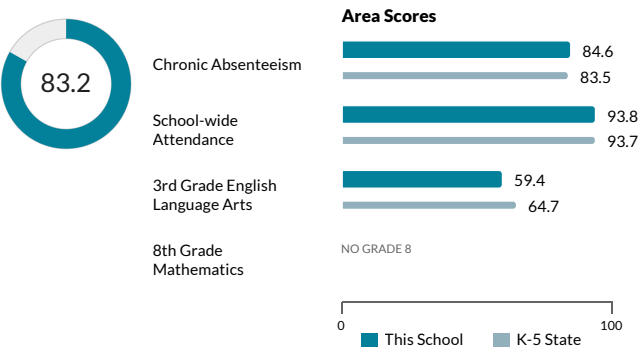 Area Scores
83.2
Chronic Absenteeism
84.6
83.5
School-wide
Attendance
93.8
93.7
3rd Grade English
Language Arts
59.4
64.7
8th Grade
Mathematics
NO GRADE 8
0
100
This School
K-5 State